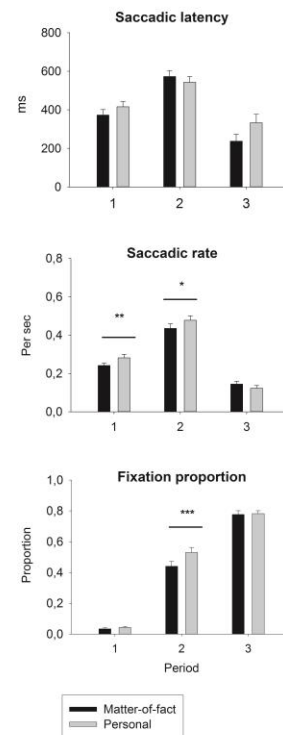 Saccadic latency
800
600
400
200
0
ms
1 2 3
Saccadic rate
0,8
0,6
0,4
0,2
0,0
Per sec
**
*
1 2 3
Fixation proportion
1,0
0,8
0,6
0,4
0,2
0,0
Proportion
***
1 2 3
Period
Matter-of-fact
Personal